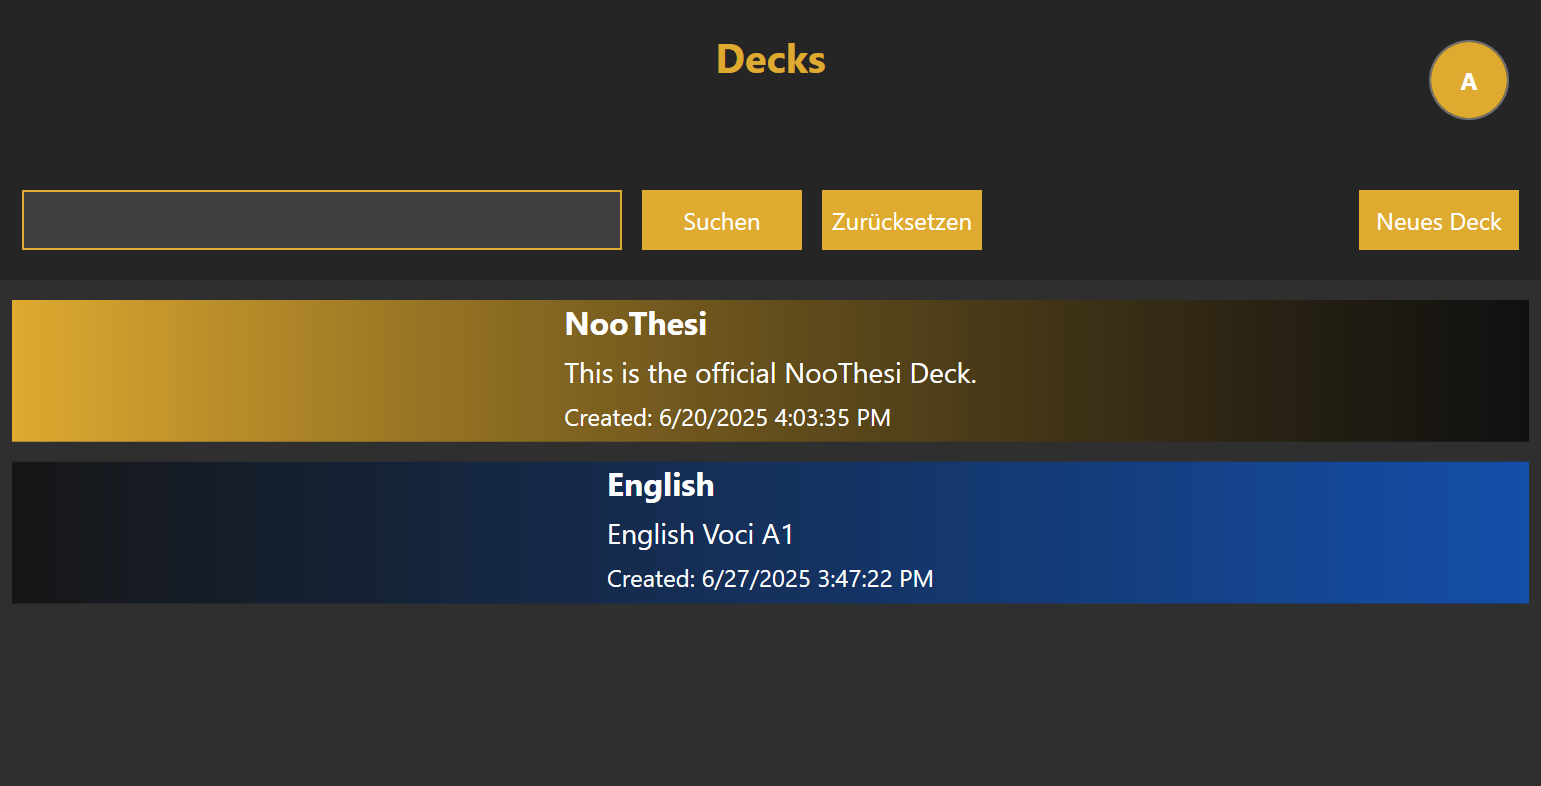 Decks
A
Suchen
Zurücksetzen
Neues Deck
NooThesi
This is the official NooThesi Deck.
Created: 6/20/2025 4:03:35 PM
English
English Voci A1
Created: 6/27/2025 3:47:22 PM